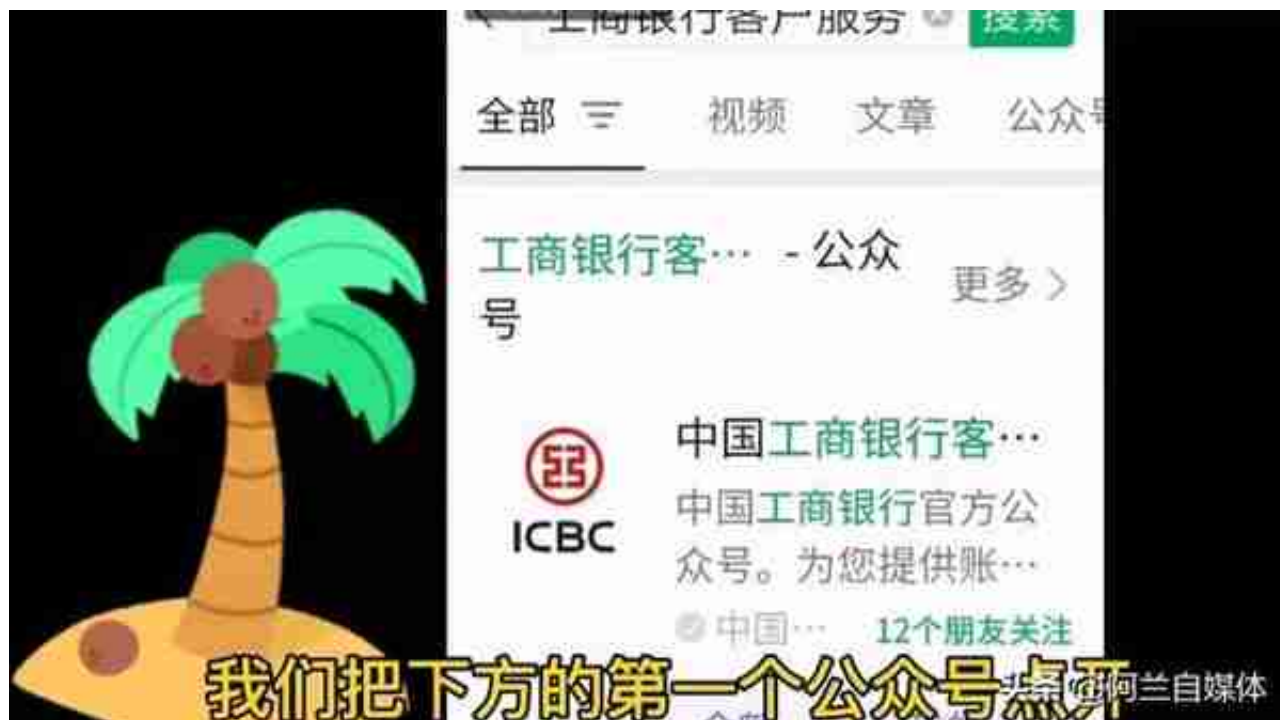 工商银行客户服务 搜索
全部 视频 文章 公众号
工商银行客… - 公众
号
更多
ICBC
中国工商银行客…
中国工商银行官方公
众号。为您提供账…
中国… 12个朋友关注
我们把下方的第一个公众号点开
头条 @阿兰自媒体